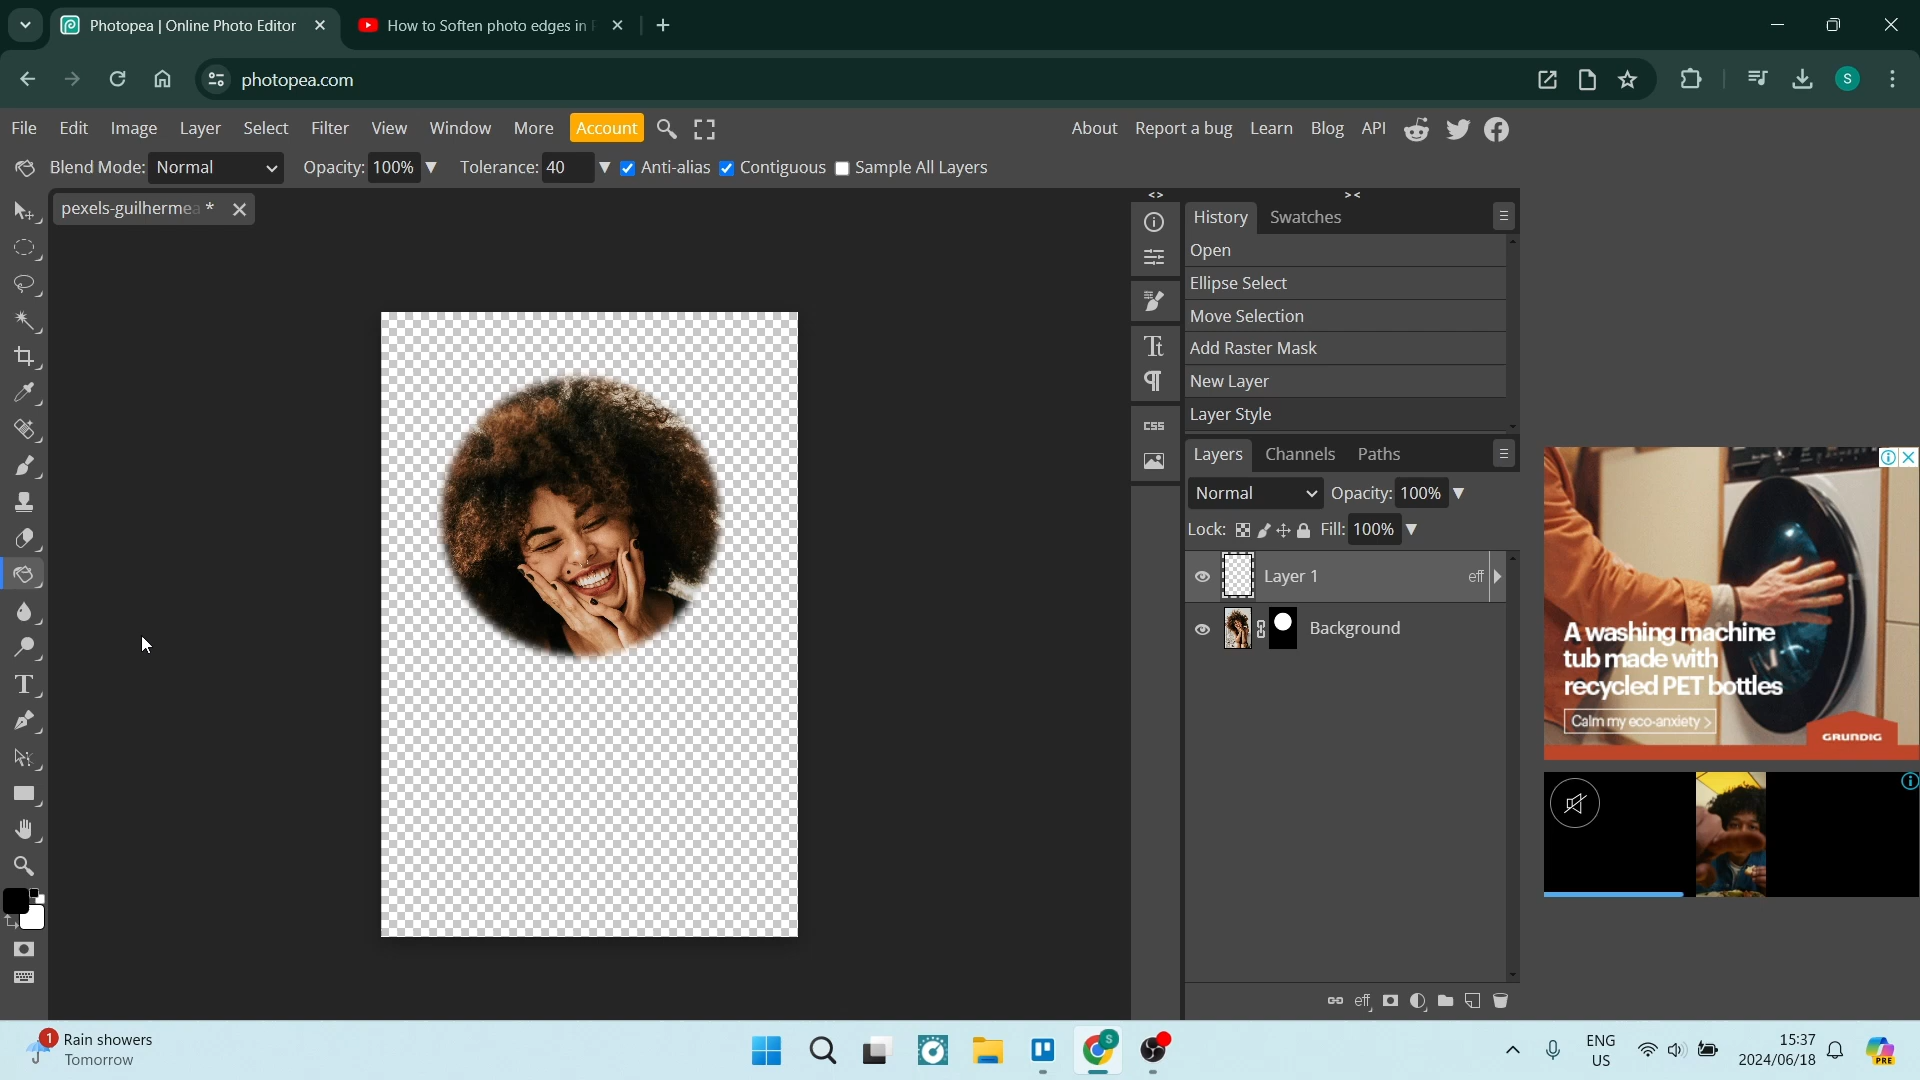 Photopea | Online Photo Editor
How to Soften photo edges in
photopea.com
S
File Edit Image Layer Select Filter View Window More Account
About Report a bug Learn Blog API
Blend Mode: Normal Opacity: 100% Tolerance: 40 Anti-alias Contiguous Sample All Layers
pexels-guilhermea *
<> ><
History Swatches
Open
Ellipse Select
Move Selection
Add Raster Mask
New Layer
Layer Style
CSS
Layers Channels Paths
Normal Opacity: 100%
Lock: Fill: 100%
Layer 1 eff
Background
eff
A washing machine
tub made with
recycled PET bottles
Calm my eco-anxiety >
GRUNDIG
1 Rain showers
Tomorrow
S
ENG
US
15:37
2024/06/18
PRE